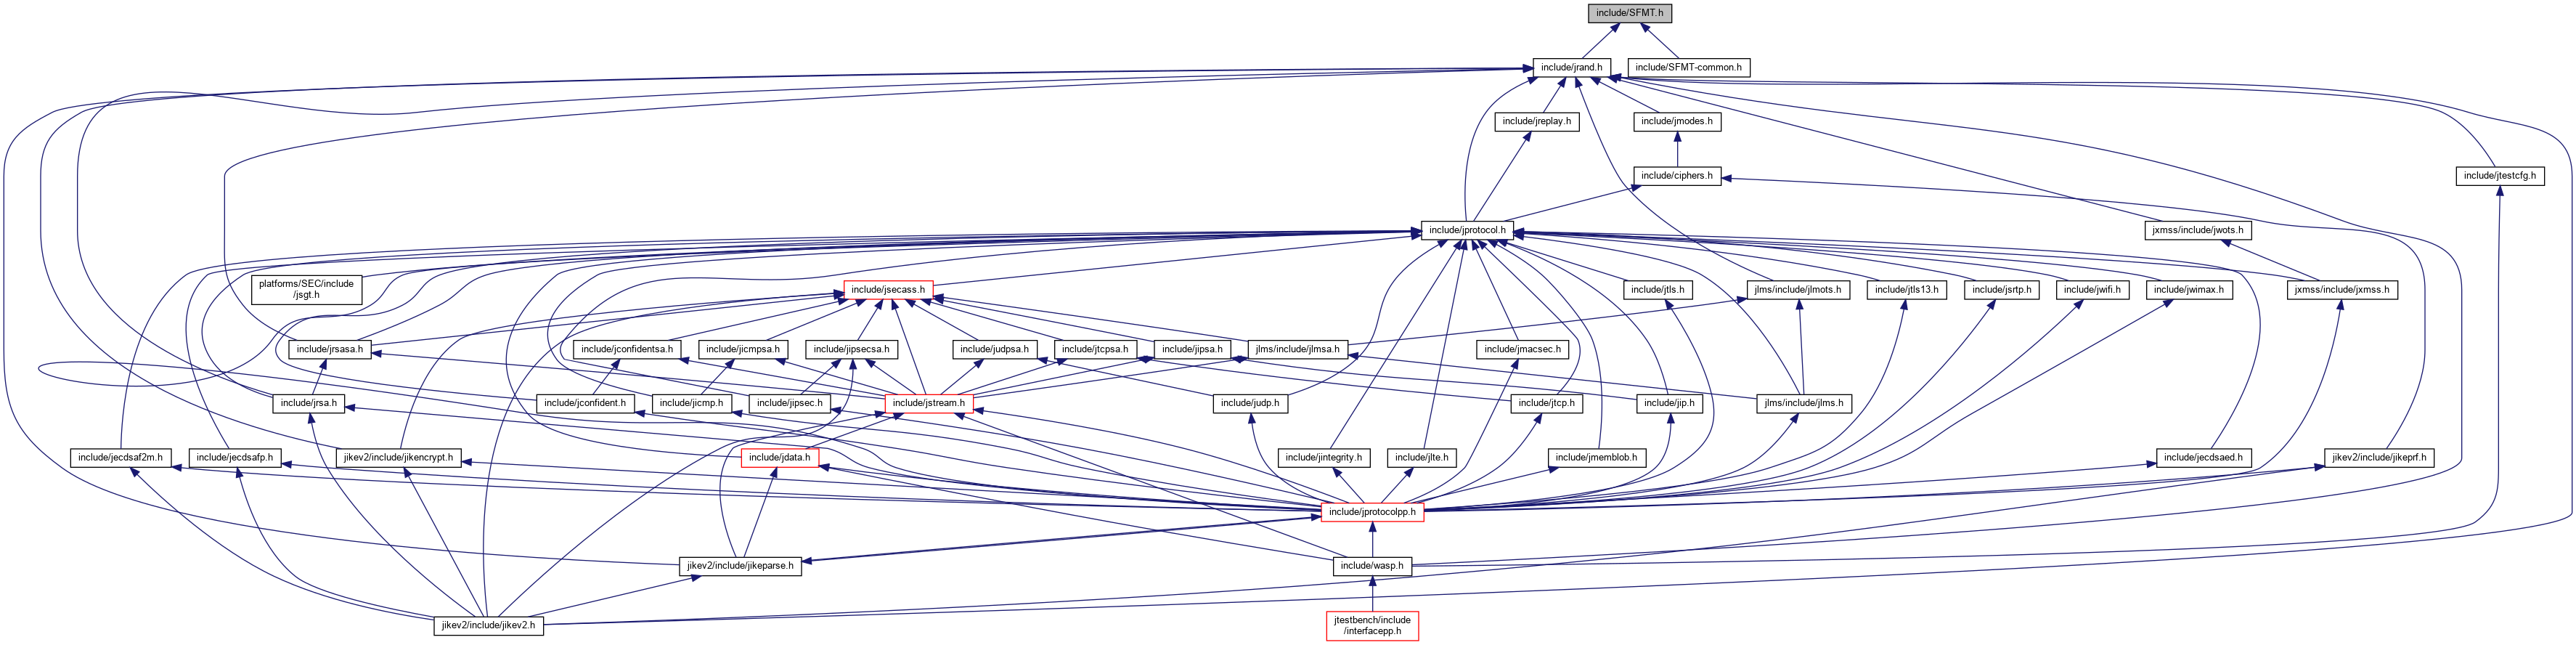 include/SFMT.h
include/jrand.h
include/SFMT-common.h
include/jreplay.h
include/jmodes.h
include/ciphers.h
include/jtestcfg.h
include/jprotocol.h
jxmss/include/jwots.h
platforms/SEC/include
/jsgt.h
include/jsecass.h
include/jtls.h
jlms/include/jlmots.h
include/jtls13.h
include/jsrtp.h
include/jwifi.h
include/jwimax.h
jxmss/include/jxmss.h
include/jrsasa.h
include/jconfidentsa.h
include/jicmpsa.h
include/jipsecsa.h
include/judpsa.h
include/jtcpsa.h
include/jipsa.h
jlms/include/jlmsa.h
include/jmacsec.h
include/jrsa.h
include/jconfident.h
include/jicmp.h
include/jipsec.h
include/jstream.h
include/judp.h
include/jtcp.h
include/jip.h
jlms/include/jlms.h
include/jecdsaf2m.h
include/jecdsafp.h
jikev2/include/jikencrypt.h
include/jdata.h
include/jintegrity.h
include/jlte.h
include/jmemblob.h
include/jecdsaed.h
jikev2/include/jikeprf.h
include/jprotocolpp.h
jikev2/include/jikeparse.h
include/wasp.h
jikev2/include/jikev2.h
jtestbench/include
/interfacepp.h